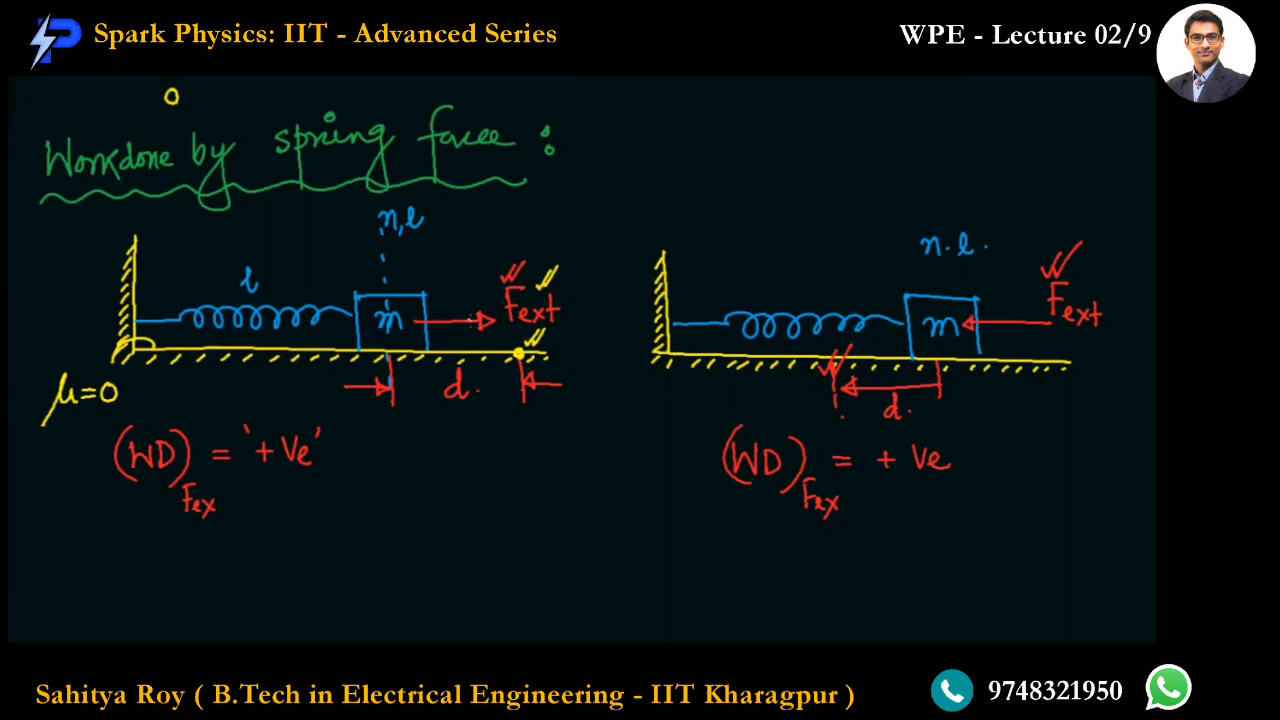 Spark Physics: IIT - Advanced Series
WPE - Lecture 02/9
Workdone by spring force :
n,l
l
m
Fext
d.
μ=0
(WD)Fex = '+Ve'
n.l.
m
Fext
d.
(WD)Fex = + Ve
Sahitya Roy ( B.Tech in Electrical Engineering - IIT Kharagpur )
9748321950